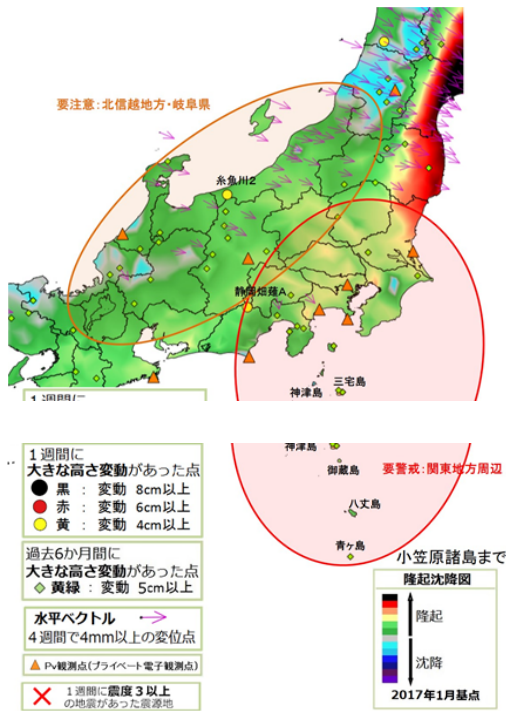 要注意：北信越地方・岐阜県
糸魚川2
静岡畑薙A
三宅島
神津島
1週間に
神津島
御蔵島
要警戒：関東地方周辺
八丈島
青ヶ島
小笠原諸島まで
1週間に
大きな高さ変動があった点
黒 ： 変動 8cm以上
赤 ： 変動 6cm以上
黄 ： 変動 4cm以上
過去6か月間に
大きな高さ変動があった点
黄緑 ： 変動 5cm以上
水平ベクトル
4週間で4mm以上の変位点
Pv観測点(プライベート電子観測点)
1週間に震度3以上
の地震があった震源地
隆起沈降図
隆起
沈降
2017年1月基点